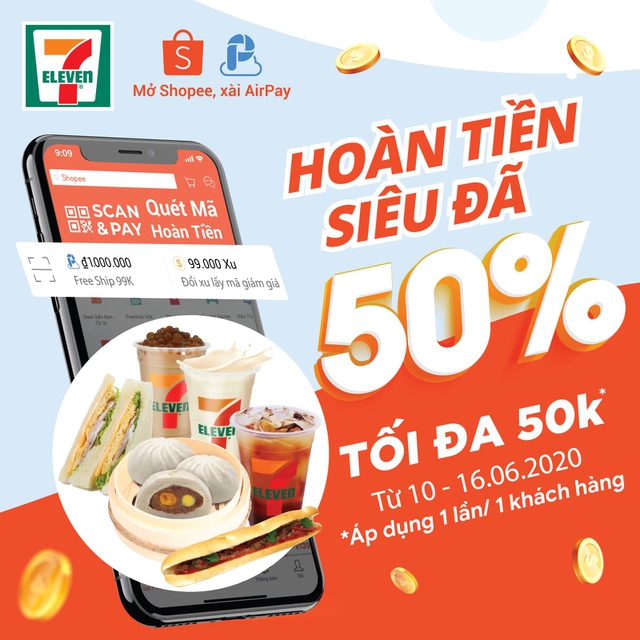 7
ELEVEN
Mở Shopee, xài AirPay
HOÀN TIỀN
SIÊU ĐÃ
50%
TỐI ĐA 50k*
Từ 10 - 16.06.2020
*Áp dụng 1 lần/ 1 khách hàng
9:09
Shopee
SCAN
& PAY
Quét Mã
Hoàn Tiền
₫1.000.000
Free Ship 99K
S 99.000 Xu
Đổi xu lấy mã giảm giá
ELEVEN
7
ELEVEN
ELEVEN